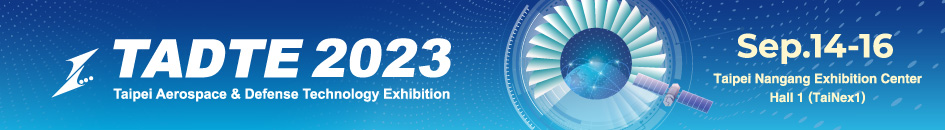 TADTE 2023
Taipei Aerospace & Defense Technology Exhibition
Sep.14-16
Taipei Nangang Exhibition Center
Hall 1 (TaiNex1)